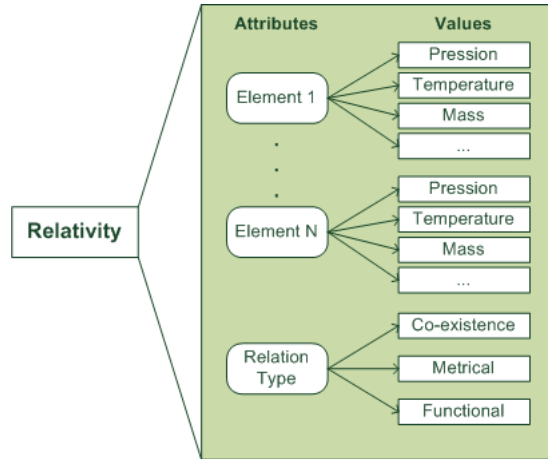 Attributes Values
Pression
Element 1 Temperature
Mass
...
Pression
Relativity Element N Temperature
Mass
...
Co-existence
Relation
Type
Metrical
Functional